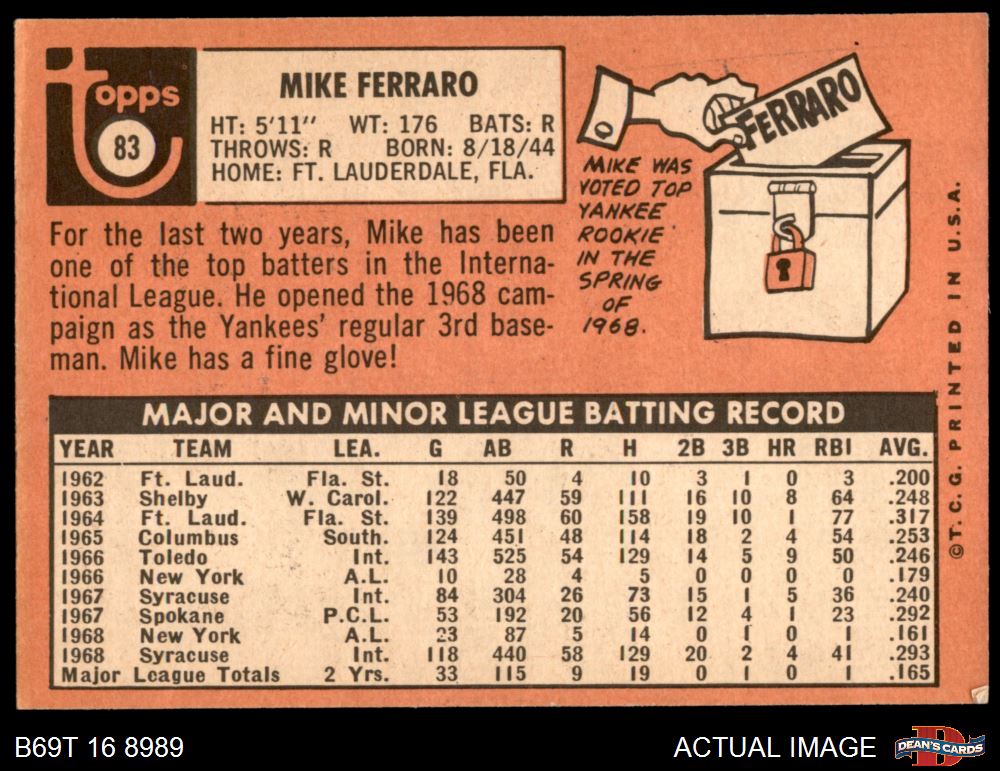 topps
83
MIKE FERRARO
HT: 5'11" WT: 176 BATS: R
THROWS: R BORN: 8/18/44
HOME: FT. LAUDERDALE, FLA.
FERRARO
MIKE WAS
VOTED TOP
YANKEE
ROOKIE
IN THE
SPRING
OF
1968.
For the last two years, Mike has been
one of the top batters in the Interna-
tional League. He opened the 1968 cam-
paign as the Yankees' regular 3rd base-
man. Mike has a fine glove!
MAJOR AND MINOR LEAGUE BATTING RECORD
YEAR TEAM LEA. G AB R H 2B 3B HR RBI AVG.
1962 Ft. Laud. Fla. St. 18 50 4 10 3 1 0 3 .200
1963 Shelby W. Carol. 122 447 59 111 16 10 8 64 .248
1964 Ft. Laud. Fla. St. 139 498 60 158 19 10 1 77 .317
1965 Columbus South. 124 451 48 114 18 2 4 54 .253
1966 Toledo Int. 143 525 54 129 14 5 9 50 .246
1966 New York A.L. 10 28 4 5 0 0 0 0 .179
1967 Syracuse Int. 84 304 26 73 15 1 5 36 .240
1967 Spokane P.C.L. 53 192 20 56 12 4 1 23 .292
1968 New York A.L. 23 87 5 14 0 1 0 1 .161
1968 Syracuse Int. 118 440 58 129 20 2 4 41 .293
Major League Totals 2 Yrs. 33 115 9 19 0 1 0 1 .165
©T.C.G. PRINTED IN U.S.A.
B69T 16 8989
ACTUAL IMAGE
D
DEAN'S CARDS